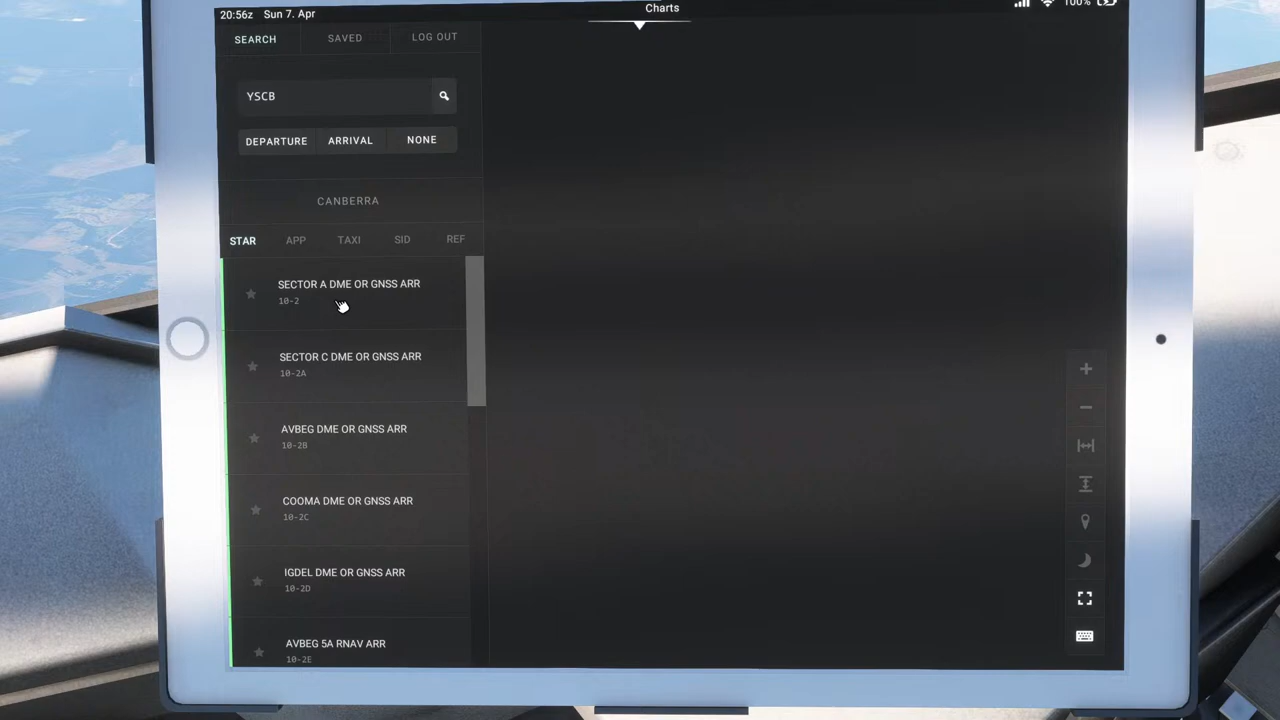 20:56z Sun 7. Apr
Charts
100%
SEARCH SAVED LOG OUT
YSCB
DEPARTURE ARRIVAL NONE
CANBERRA
STAR APP TAXI SID REF
SECTOR A DME OR GNSS ARR
10-2
SECTOR C DME OR GNSS ARR
10-2A
AVBEG DME OR GNSS ARR
10-2B
COOMA DME OR GNSS ARR
10-2C
IGDEL DME OR GNSS ARR
10-2D
AVBEG 5A RNAV ARR
10-2E